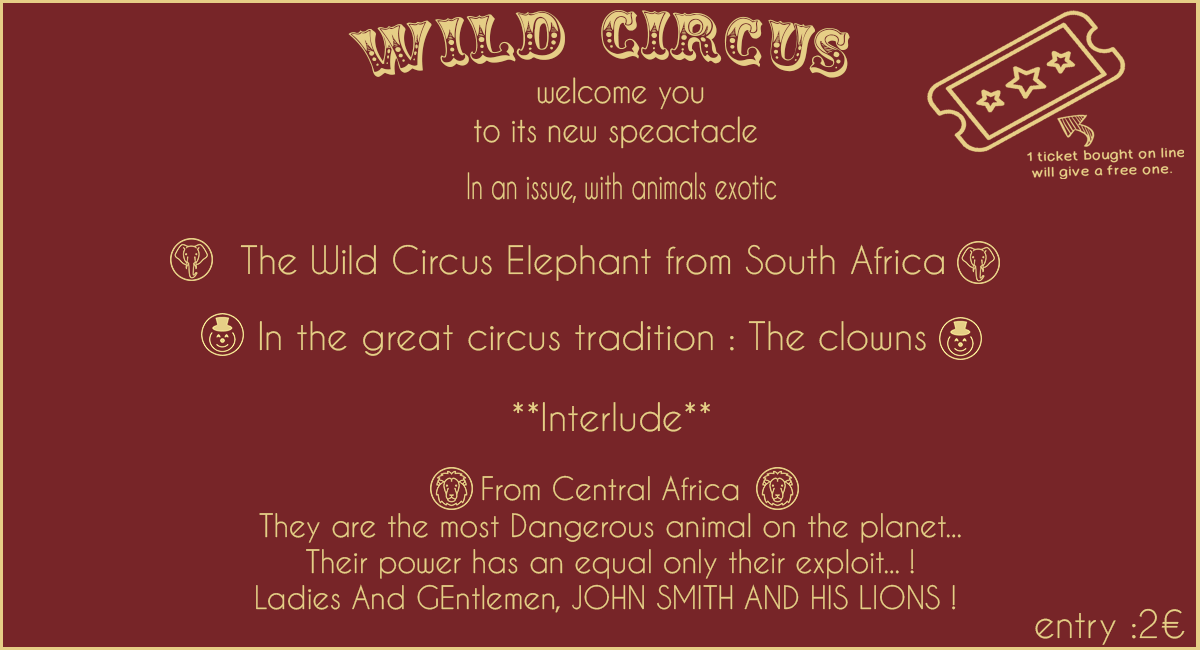 WILD CIRCUS
welcome you
to its new speactacle
1 ticket bought on line
will give a free one.
In an issue, with animals exotic
The Wild Circus Elephant from South Africa
In the great circus tradition : The clowns
**Interlude**
From Central Africa
They are the most Dangerous animal on the planet...
Their power has an equal only their exploit... !
Ladies And GEntlemen, JOHN SMITH AND HIS LIONS !
entry :2€